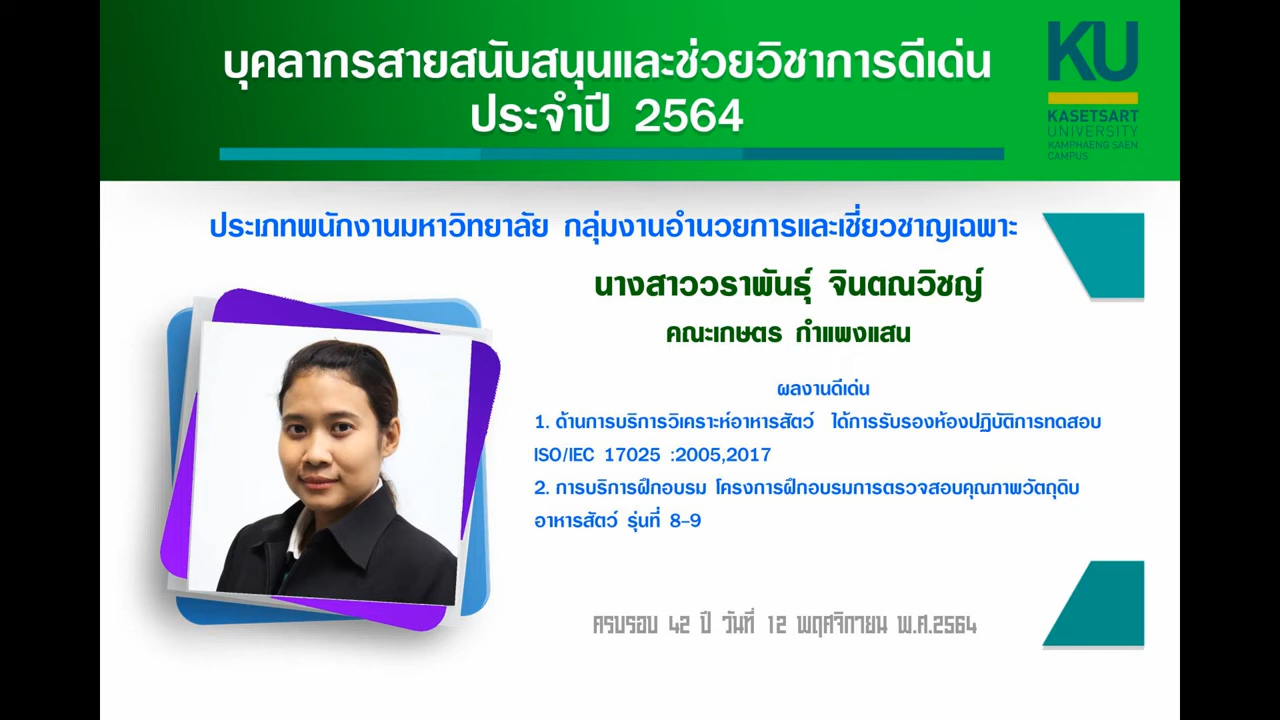 บุคลากรสายสนับสนุนและช่วยวิชาการดีเด่น
ประจำปี 2564
KU
KASETSART
UNIVERSITY
KAMPHAENG SAEN
CAMPUS
ประเภทพนักงานมหาวิทยาลัย กลุ่มงานอำนวยการและเชี่ยวชาญเฉพาะ
นางสาววราพันธุ์ จินตณวิชญ์
คณะเกษตร กำแพงแสน
ผลงานดีเด่น
1. ด้านการบริการวิเคราะห์อาหารสัตว์ ได้การรับรองห้องปฏิบัติการทดสอบ
ISO/IEC 17025 :2005,2017
2. การบริการฝึกอบรม โครงการฝึกอบรมการตรวจสอบคุณภาพวัตถุดิบ
อาหารสัตว์ รุ่นที่ 8-9
ครบรอบ 42 ปี วันที่ 12 พฤศจิกายน พ.ศ.2564